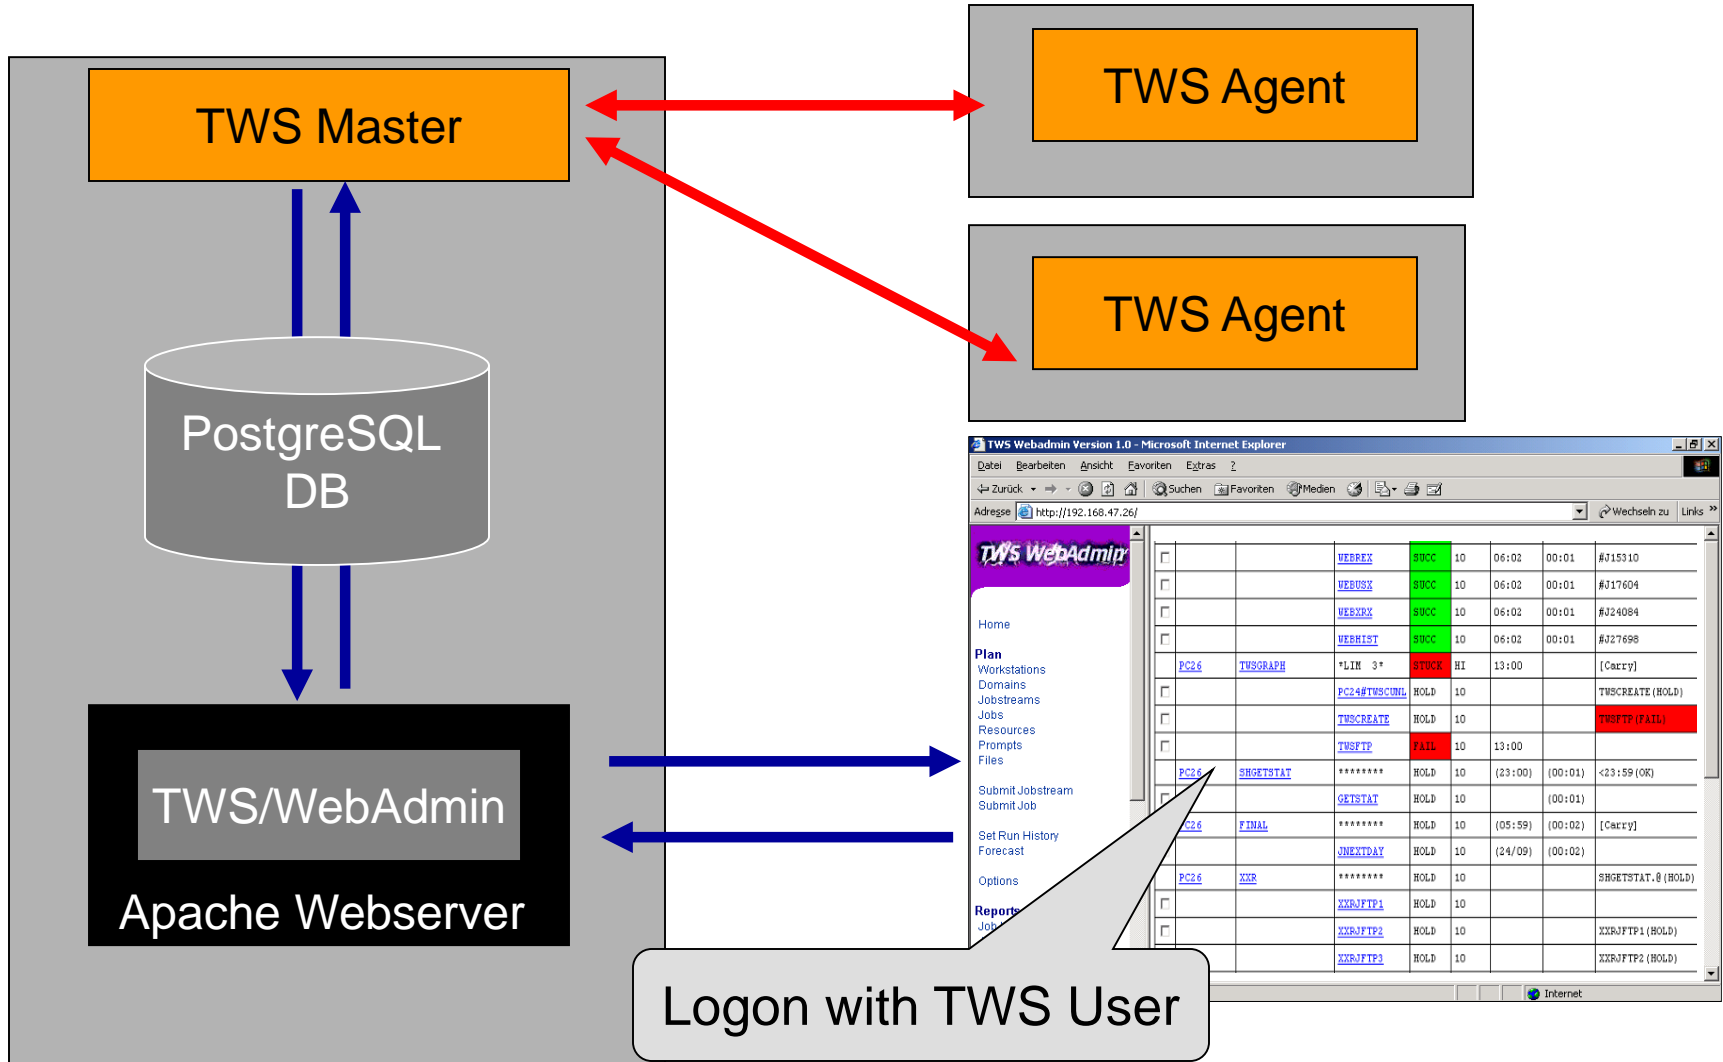 TWS Master
PostgreSQL
DB
TWS/WebAdmin
Apache Webserver
TWS Agent
TWS Agent
TWS Webadmin Version 1.0 - Microsoft Internet Explorer
Datei Bearbeiten Ansicht Favoriten Extras ?
Zurück Suchen Favoriten Medien
Adresse http://192.168.47.26/ Wechseln zu Links »
TWS WebAdmin
Home
Plan
Workstations
Domains
Jobstreams
Jobs
Resources
Prompts
Files
Submit Jobstream
Submit Job
Set Run History
Forecast
Options
Reports
WEBREX SUCC 10 06:02 00:01 #J15310
WEBUSX SUCC 10 06:02 00:01 #J17604
WEBXRX SUCC 10 06:02 00:01 #J24084
WEBHIST SUCC 10 06:02 00:01 #J27698
PC26 TWSGRAPH *LIM 3* STUCK HI 13:00 [Carry]
PC24#TWSCUNL HOLD 10 TWSCREATE(HOLD)
TWSCREATE HOLD 10 TWSFTP(FAIL)
TWSFTP FAIL 10 13:00
PC26 SHGETSTAT ******** HOLD 10 (23:00) (00:01) <23:59(OK)
GETSTAT HOLD 10 (00:01)
PC26 FINAL ******** HOLD 10 (05:59) (00:02) [Carry]
JNEXTDAY HOLD 10 (24/09) (00:02)
PC26 XXR ******** HOLD 10 SHGETSTAT.@(HOLD)
XXRJFTP1 HOLD 10
XXRJFTP2 HOLD 10 XXRJFTP1(HOLD)
XXRJFTP3 HOLD 10 XXRJFTP2(HOLD)
Internet
Logon with TWS User